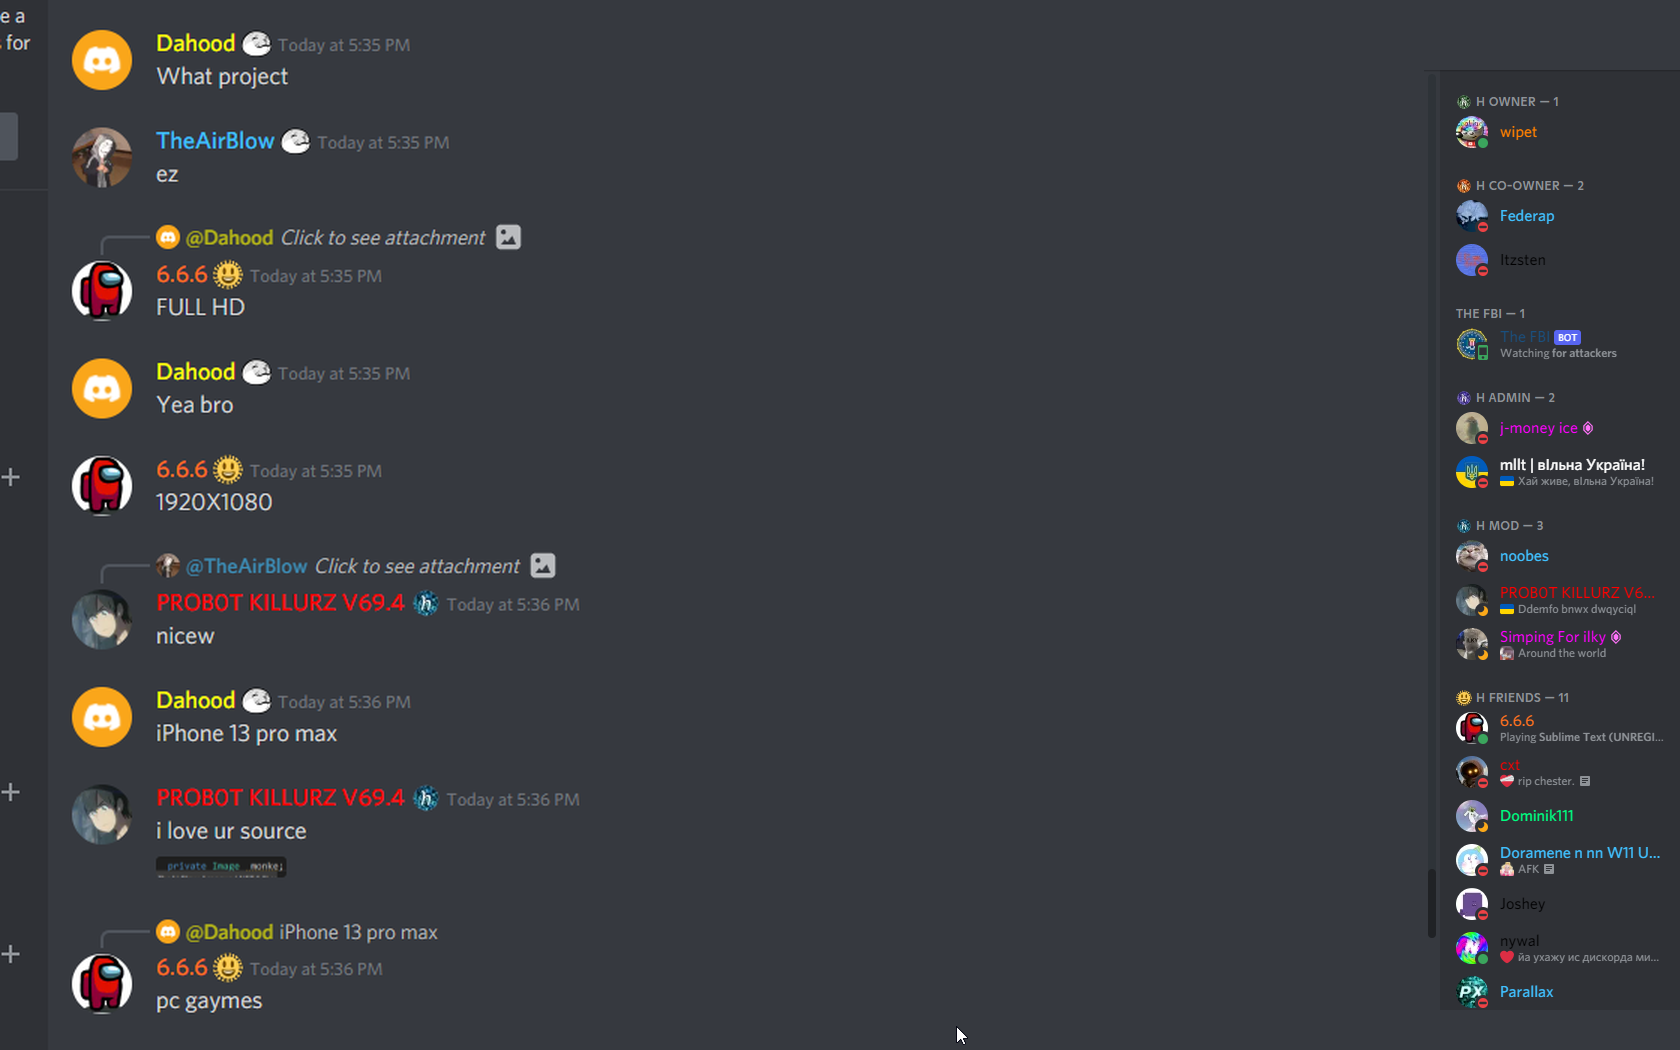 e a
s for
Dahood Today at 5:35 PM
What project
TheAirBlow Today at 5:35 PM
ez
@Dahood Click to see attachment
6.6.6 Today at 5:35 PM
FULL HD
Dahood Today at 5:35 PM
Yea bro
6.6.6 Today at 5:35 PM
1920X1080
@TheAirBlow Click to see attachment
PROBOT KILLURZ V69.4 Today at 5:36 PM
nicew
Dahood Today at 5:36 PM
iPhone 13 pro max
PROBOT KILLURZ V69.4 Today at 5:36 PM
i love ur source
private Image monke;
@Dahood iPhone 13 pro max
6.6.6 Today at 5:36 PM
pc gaymes
H OWNER — 1
wipet
H CO-OWNER — 2
Federap
Itzsten
THE FBI — 1
The FBI BOT
Watching for attackers
H ADMIN — 2
j-money ice
mllt | вільна Україна!
Хай живе, вільна Україна!
H MOD — 3
noobes
PROBOT KILLURZ V6...
Ddemfo bnwx dwqyciql
Simping For ilky
Around the world
H FRIENDS — 11
6.6.6
Playing Sublime Text (UNREGI...
cxt
rip chester.
Dominik111
Doramene n nn W11 U...
AFK
Joshey
nywal
йа ухажу ис дискорда ми...
PX Parallax